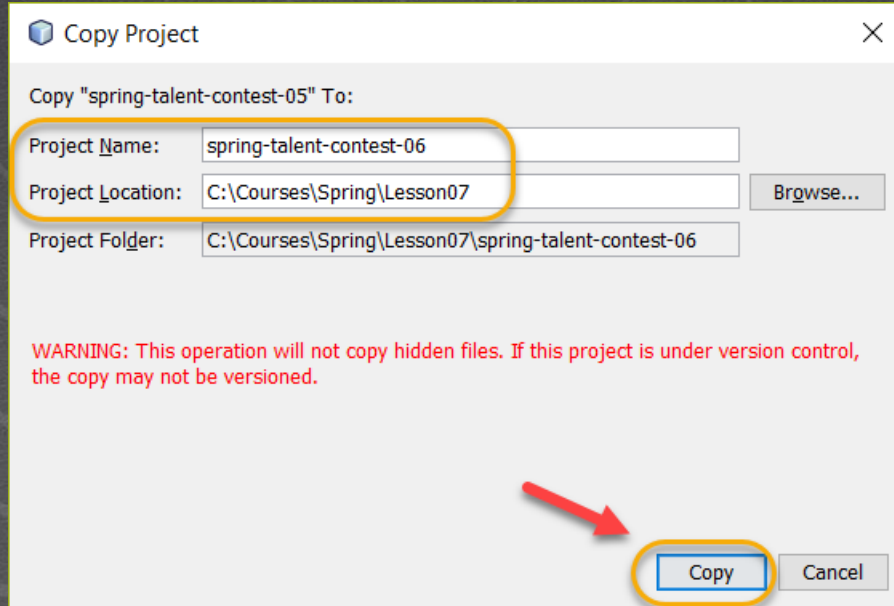 Copy Project
Copy "spring-talent-contest-05" To:
Project Name: spring-talent-contest-06
Project Location: C:\Courses\Spring\Lesson07 Browse...
Project Folder: C:\Courses\Spring\Lesson07\spring-talent-contest-06
WARNING: This operation will not copy hidden files. If this project is under version control,
the copy may not be versioned.
Copy Cancel